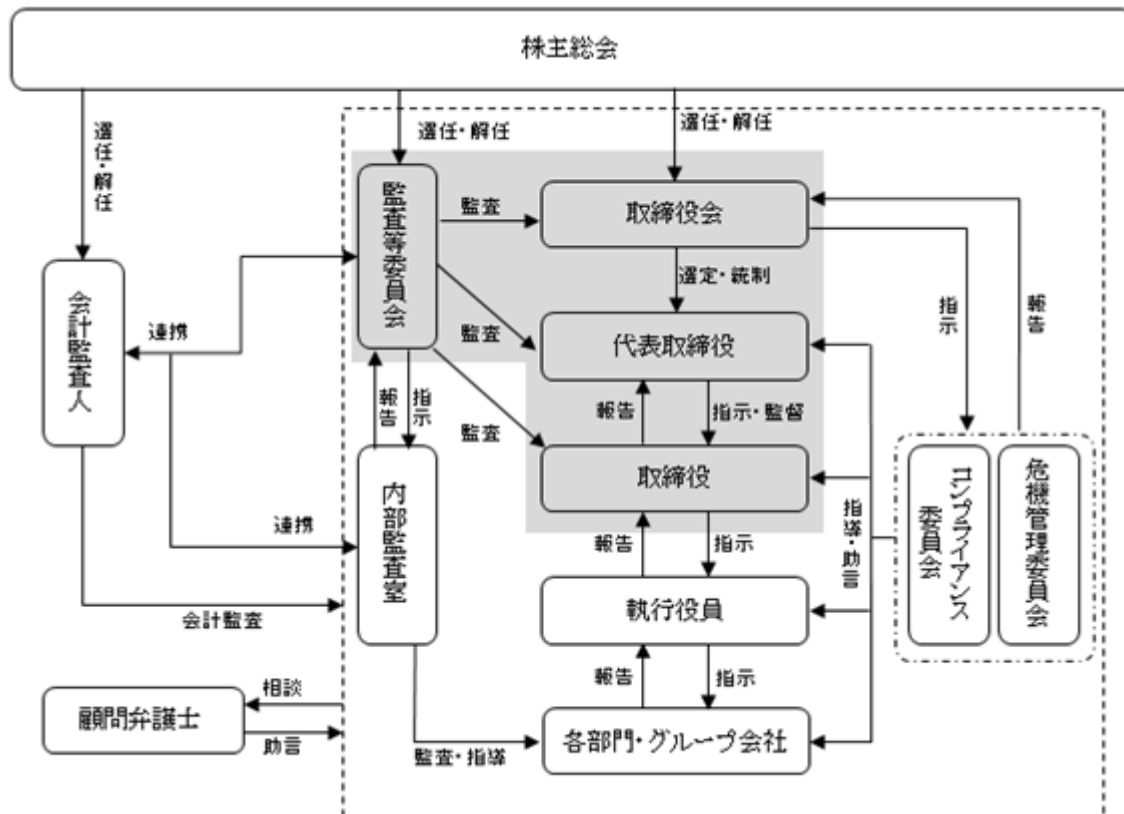 株主総会
選任・解任
選任・解任
選任・解任
監査等委員会
監査
取締役会
選定・統制
指示
報告
会計監査人
連携
監査
代表取締役
報告
指示
監査
報告
指示・監督
取締役
内部監査室
連携
報告
指示
指導・助言
コンプライアンス
委員会
危機管理委員会
会計監査
執行役員
報告
指示
相談
顧問弁護士
助言
監査・指導
各部門・グループ会社